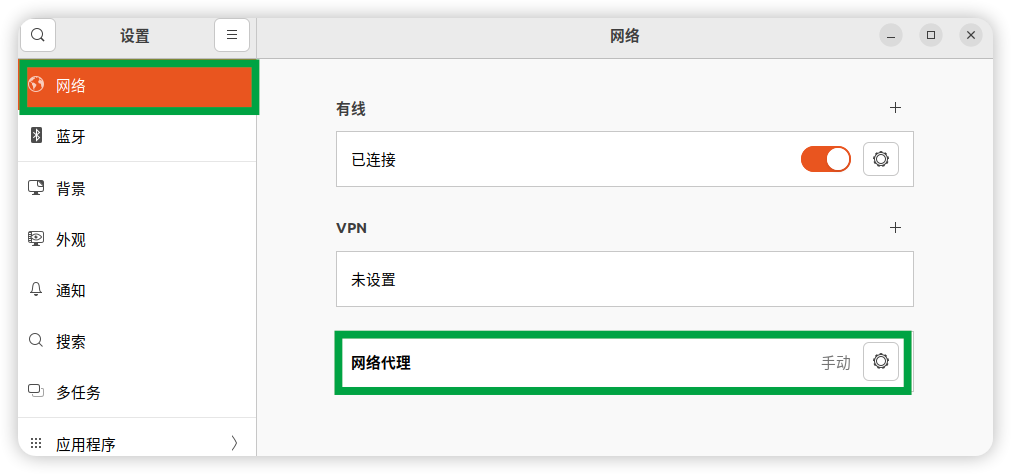 设置
网络
网络
蓝牙
背景
外观
通知
搜索
多任务
应用程序
有线
已连接
VPN
未设置
网络代理 手动